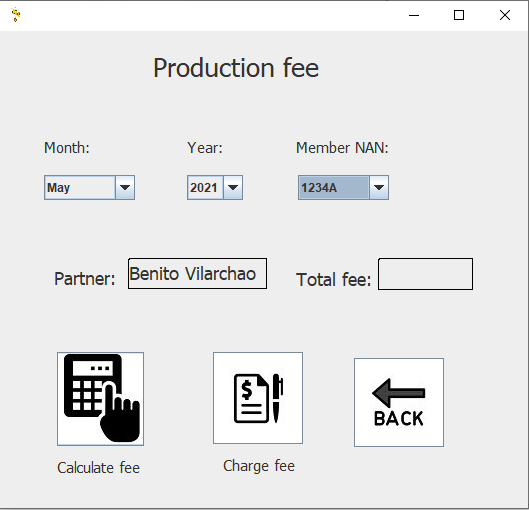 Production fee
Month: Year: Member NAN:
May 2021 1234A
Partner: Benito Vilarchao Total fee:
BACK
Calculate fee Charge fee